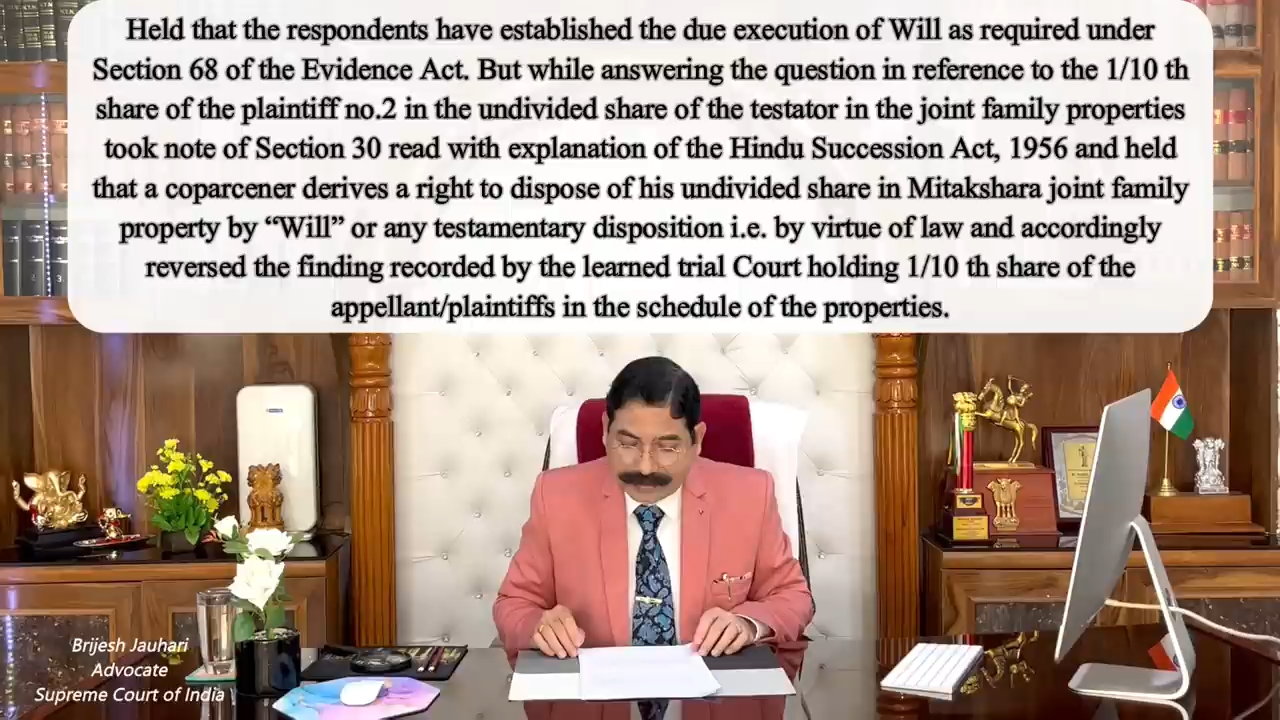 Held that the respondents have established the due execution of Will as required under
Section 68 of the Evidence Act. But while answering the question in reference to the 1/10 th
share of the plaintiff no.2 in the undivided share of the testator in the joint family properties
took note of Section 30 read with explanation of the Hindu Succession Act, 1956 and held
that a coparcener derives a right to dispose of his undivided share in Mitakshara joint family
property by “Will” or any testamentary disposition i.e. by virtue of law and accordingly
reversed the finding recorded by the learned trial Court holding 1/10 th share of the
appellant/plaintiffs in the schedule of the properties.
Brijesh Jauhari
Advocate
Supreme Court of India